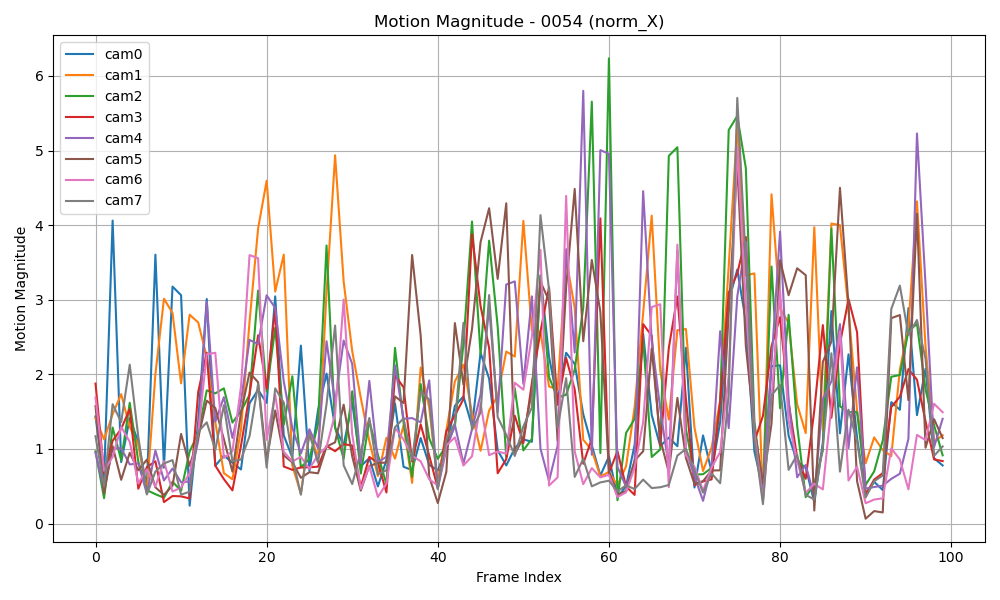 Motion Magnitude - 0054 (norm_X)
cam0
cam1
cam2
cam3
cam4
cam5
cam6
cam7
Motion Magnitude
6
5
4
3
2
1
0
0 20 40 60 80 100
Frame Index